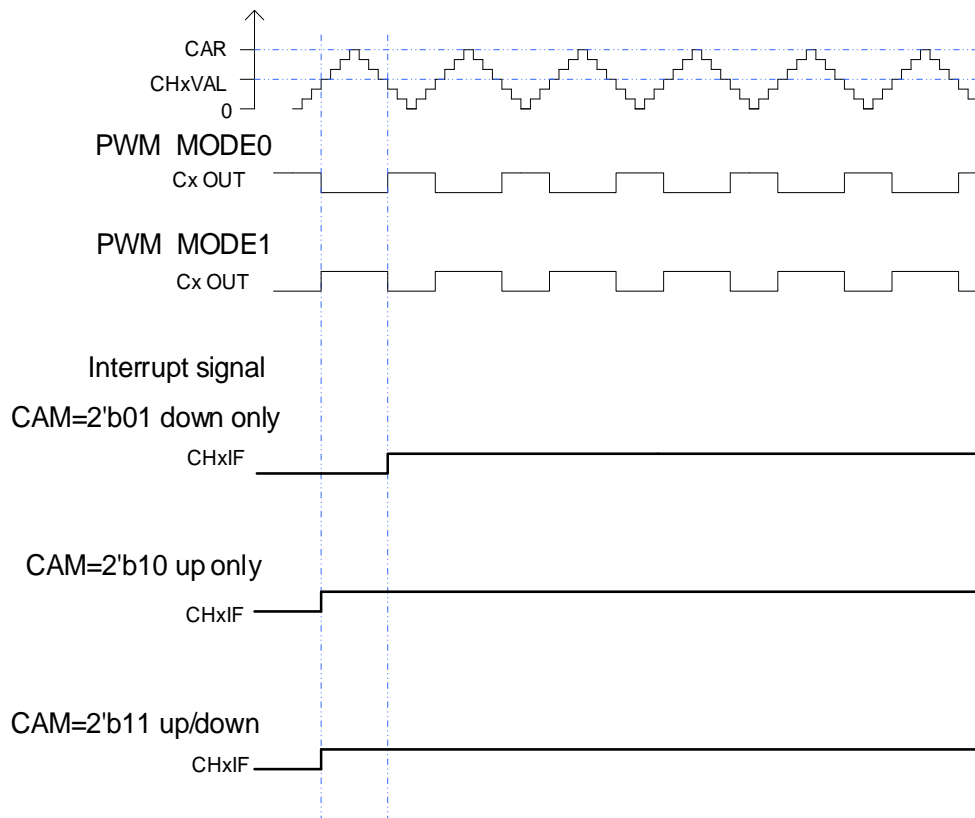 CAR
CHxVAL
0
PWM MODE0
Cx OUT
PWM MODE1
Cx OUT
Interrupt signal
CAM=2'b01 down only
CHxIF
CAM=2'b10 up only
CHxIF
CAM=2'b11 up/down
CHxIF